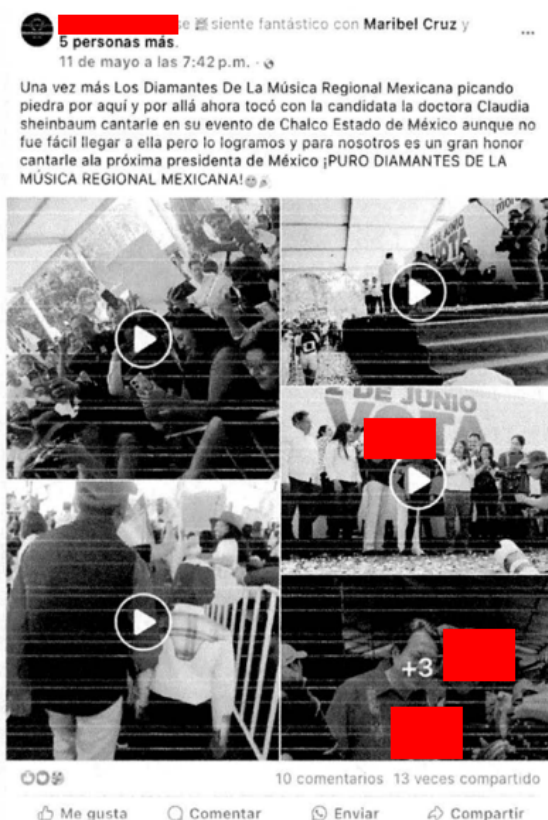 se siente fantástico con Maribel Cruz y
5 personas más.
11 de mayo a las 7:42 p.m. ·
Una vez más Los Diamantes De La Música Regional Mexicana picando
piedra por aquí y por allá ahora tocó con la candidata la doctora Claudia
sheinbaum cantarle en su evento de Chalco Estado de México aunque no
fue fácil llegar a ella pero lo logramos y para nosotros es un gran honor
cantarle ala próxima presidenta de México ¡PURO DIAMANTES DE LA
MÚSICA REGIONAL MEXICANA!
JUNIO
VOTA
2 DE JUNIO
VOTA
+3
10 comentarios 13 veces compartido
Me gusta Comentar Enviar Compartir